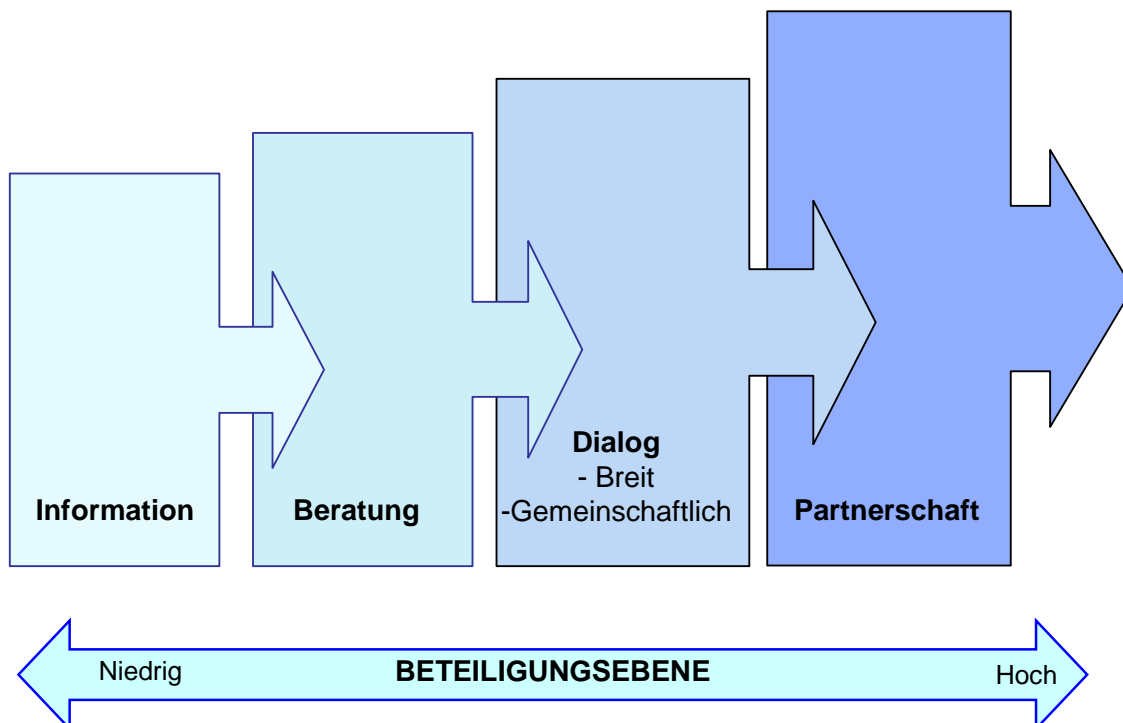 Information
Beratung
Dialog
- Breit
-Gemeinschaftlich
Partnerschaft
Niedrig
BETEILIGUNGSEBENE
Hoch